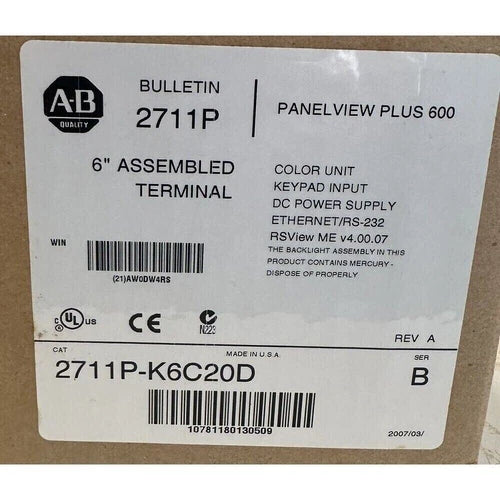 A-B
QUALITY
BULLETIN
2711P
PANELVIEW PLUS 600
6" ASSEMBLED
TERMINAL
COLOR UNIT
KEYPAD INPUT
DC POWER SUPPLY
ETHERNET/RS-232
RSView ME v4.00.07
THE BACKLIGHT ASSEMBLY IN THIS
PRODUCT CONTAINS MERCURY -
DISPOSE OF PROPERLY
WIN
(21)AW0DW4RS
C UL US
CE
N223
REV A
CAT
MADE IN U.S.A.
SER
2711P-K6C20D
B
10781180130509
2007/03/